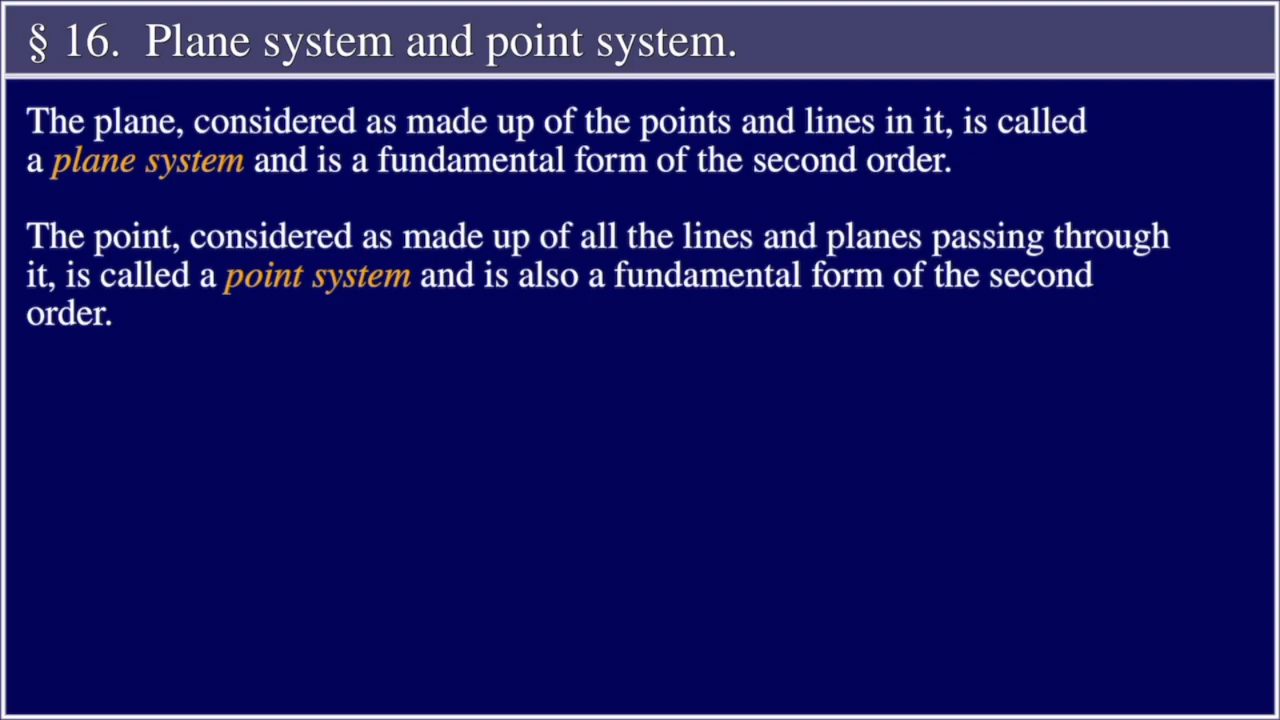 § 16. Plane system and point system.
The plane, considered as made up of the points and lines in it, is called
a plane system and is a fundamental form of the second order.
The point, considered as made up of all the lines and planes passing through
it, is called a point system and is also a fundamental form of the second
order.